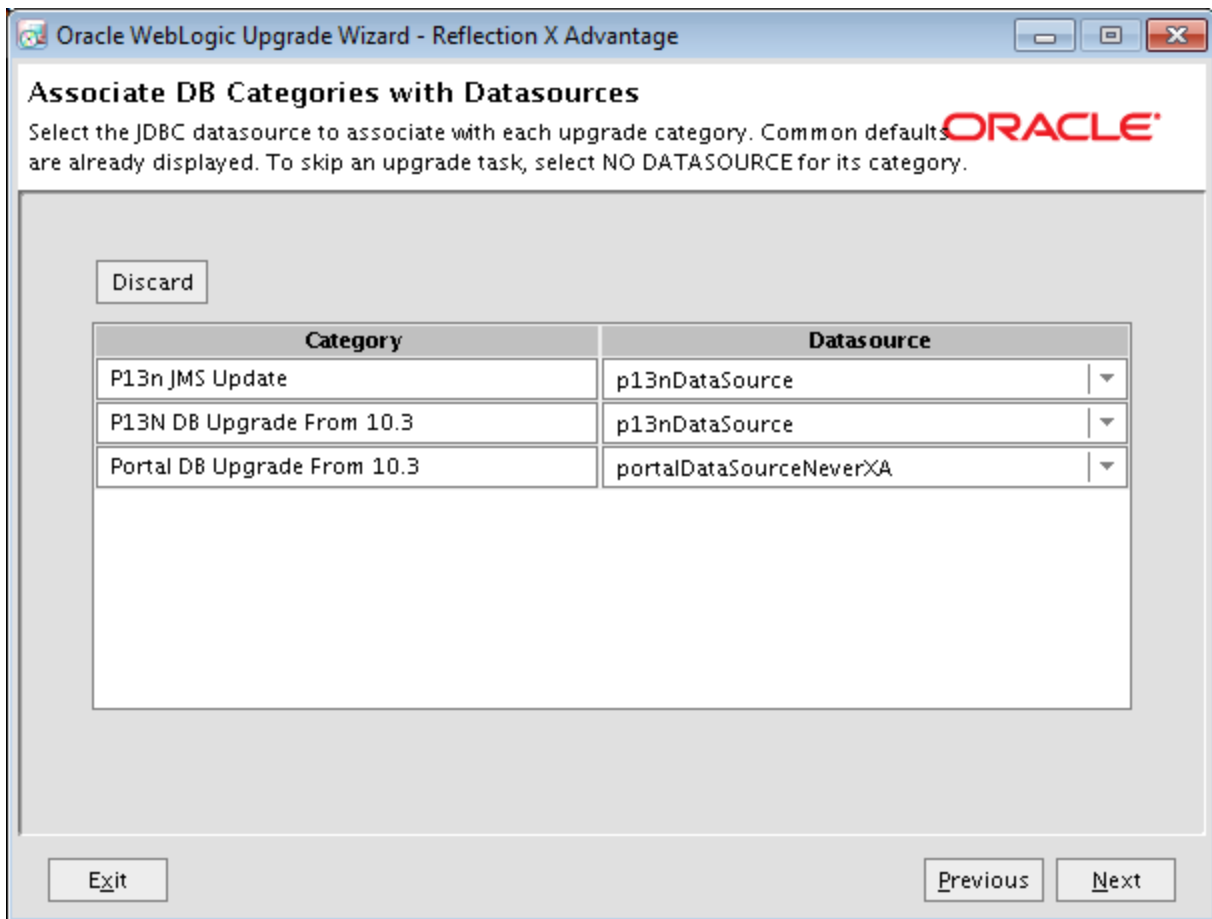 Oracle WebLogic Upgrade Wizard - Reflection X Advantage
Associate DB Categories with Datasources
Select the JDBC datasource to associate with each upgrade category. Common defaults
are already displayed. To skip an upgrade task, select NO DATASOURCE for its category.
ORACLE
Discard
Category Datasource
P13n JMS Update p13nDataSource
P13N DB Upgrade From 10.3 p13nDataSource
Portal DB Upgrade From 10.3 portalDataSourceNeverXA
Exit Previous Next